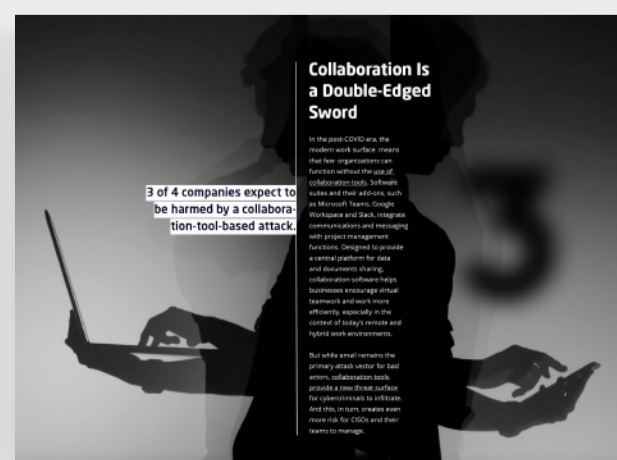 Collaboration Is
a Double-Edged
Sword
In the post-COVID era, the
modern work surface means
that few organizations can
function without the use of
collaboration tools. Software
suites and their add-ons, such
as Microsoft Teams, Google
Workspace and Slack, integrate
communications and messaging
with project management
functions. Designed to provide
a central platform for data
and documents sharing,
collaboration software helps
businesses encourage virtual
teamwork and work more
efficiently, especially in the
context of today's remote and
hybrid work environments.
But while email remains the
primary attack vector for bad
actors, collaboration tools
provide a new threat surface
for cybercriminals to infiltrate.
And this, in turn, creates even
more risk for CISOs and their
teams to manage.
3 of 4 companies expect to
be harmed by a collabora-
tion-tool-based attack.
3